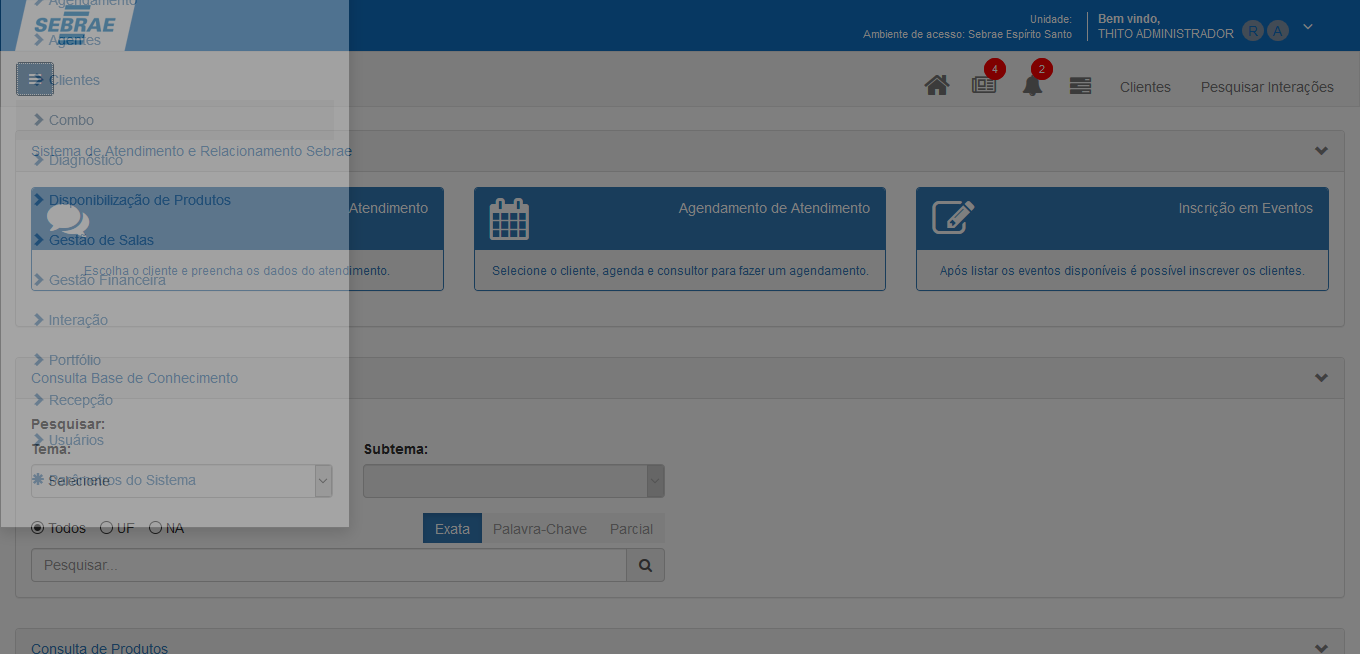 Agendamento
SEBRAE
Agentes
Unidade:
Ambiente de acesso: Sebrae Espírito Santo
Bem vindo,
THITO ADMINISTRADOR
R A
Clientes
4
2
Clientes
Pesquisar Interações
Combo
Sistema de Atendimento e Relacionamento Sebrae
Diagnóstico
Disponibilização de Produtos
Atendimento
Agendamento de Atendimento
Inscrição em Eventos
Gestão de Salas
Escolha o cliente e preencha os dados do atendimento.
Selecione o cliente, agenda e consultor para fazer um agendamento.
Após listar os eventos disponíveis é possível inscrever os clientes.
Gestão Financeira
Interação
Portfólio
Consulta Base de Conhecimento
Recepção
Pesquisar:
Usuários
Tema:
Subtema:
Parâmetros do Sistema
Selecione
Todos UF NA
Exata Palavra-Chave Parcial
Pesquisar...
Consulta de Produtos